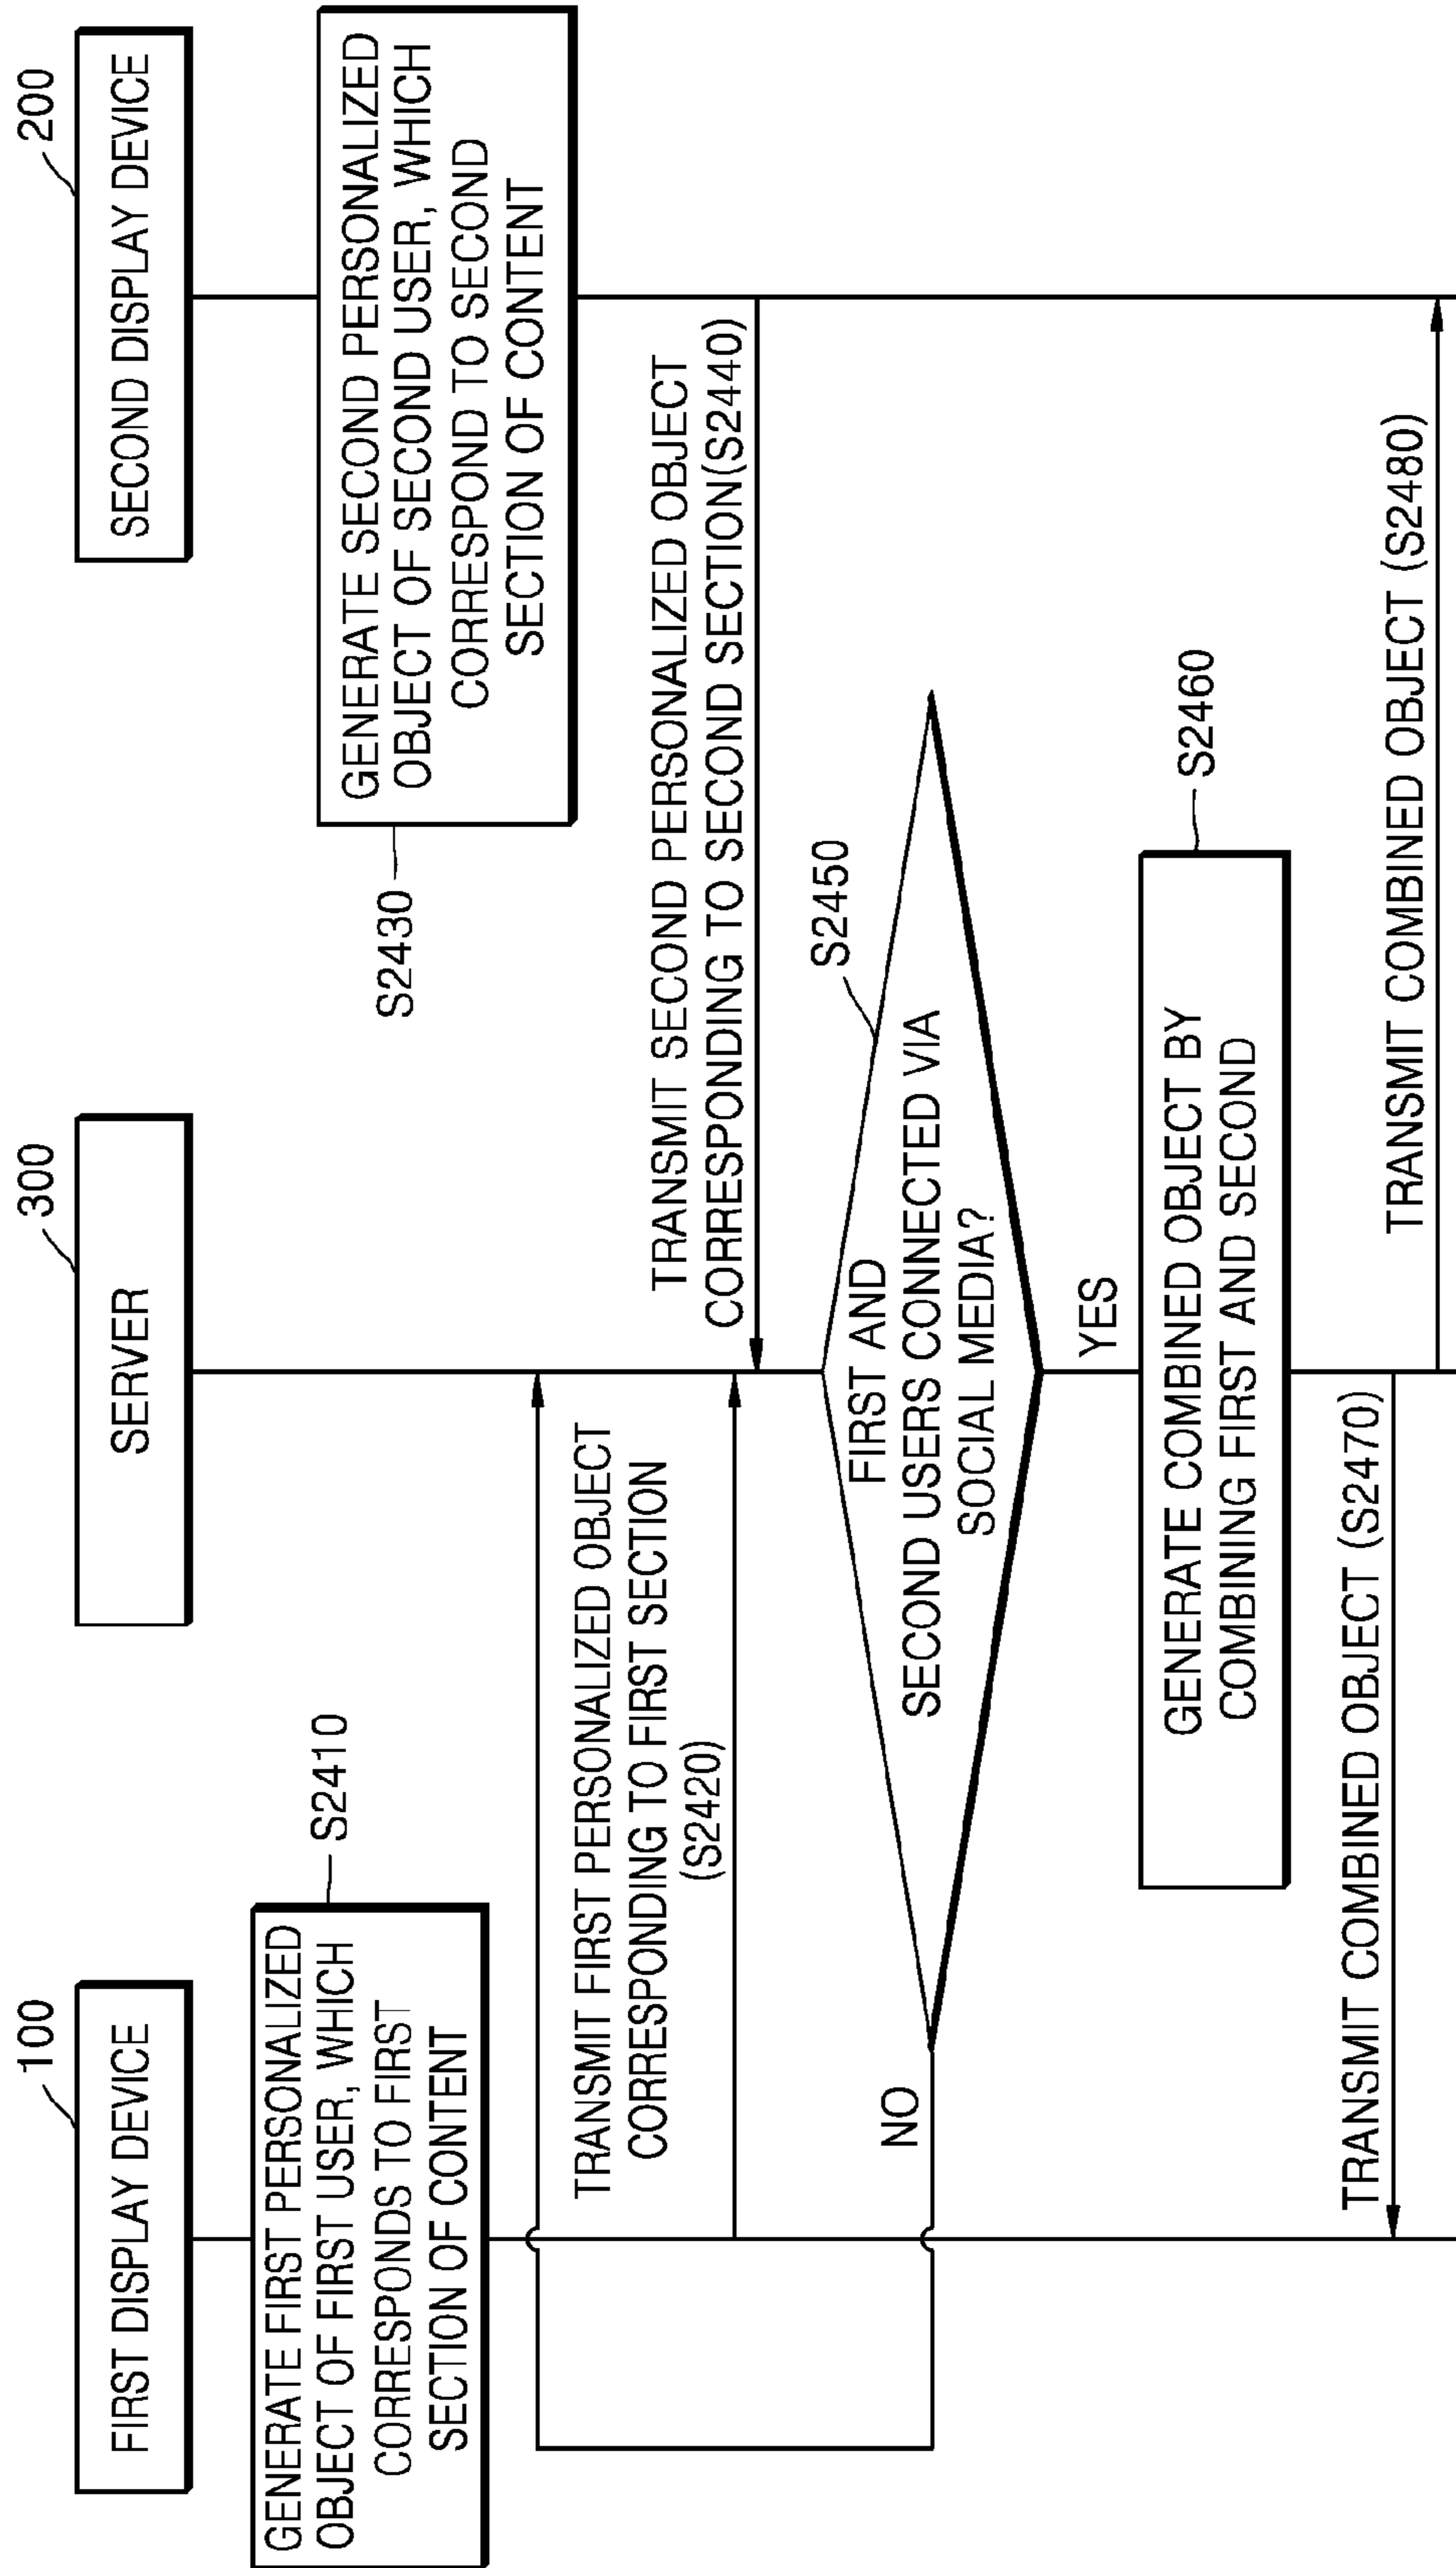 100
FIRST DISPLAY DEVICE
300
SERVER
200
SECOND DISPLAY DEVICE
GENERATE FIRST PERSONALIZED
OBJECT OF FIRST USER, WHICH
CORRESPONDS TO FIRST
SECTION OF CONTENT
S2410
GENERATE SECOND PERSONALIZED
OBJECT OF SECOND USER, WHICH
CORRESPOND TO SECOND
SECTION OF CONTENT
S2430
TRANSMIT FIRST PERSONALIZED OBJECT
CORRESPONDING TO FIRST SECTION
(S2420)
TRANSMIT SECOND PERSONALIZED OBJECT
CORRESPONDING TO SECOND SECTION(S2440)
S2450
FIRST AND
SECOND USERS CONNECTED VIA
SOCIAL MEDIA?
NO
YES
S2460
GENERATE COMBINED OBJECT BY
COMBINING FIRST AND SECOND
TRANSMIT COMBINED OBJECT (S2470)
TRANSMIT COMBINED OBJECT (S2480)